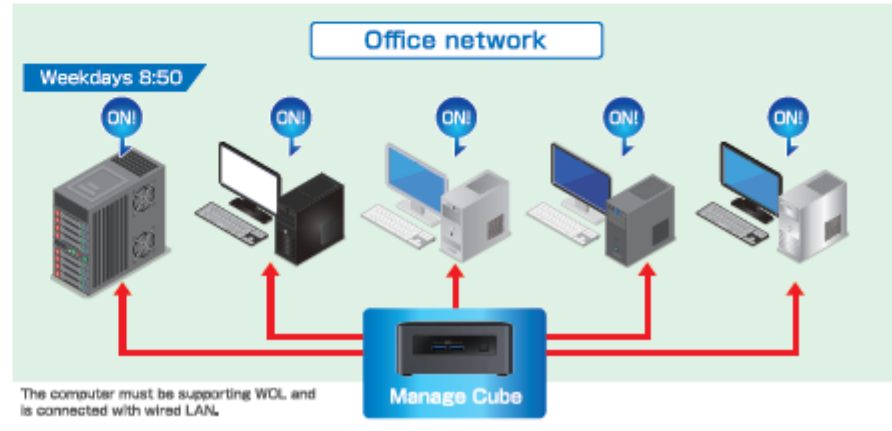 Office network
Weekdays 8:50
ON!
ON!
ON!
ON!
ON!
Manage Cube
The computer must be supporting WOL and
is connected with wired LAN.